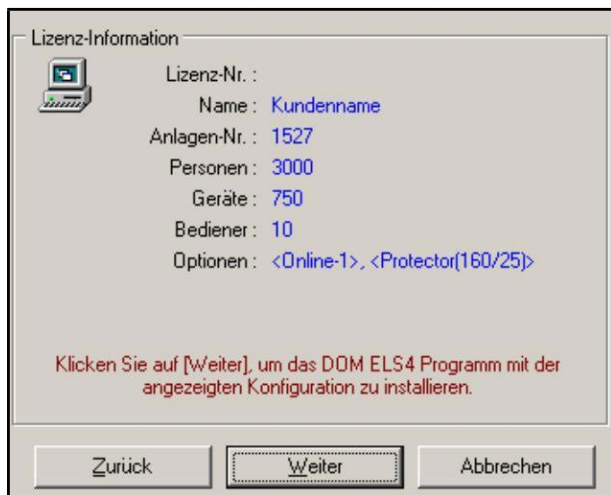 Lizenz-Information
Lizenz-Nr. :
Name : Kundenname
Anlagen-Nr. : 1527
Personen : 3000
Geräte : 750
Bediener : 10
Optionen : <Online-1>, <Protector(160/25)>
Klicken Sie auf [Weiter], um das DOM ELS4 Programm mit der
angezeigten Konfiguration zu installieren.
Zurück Weiter Abbrechen